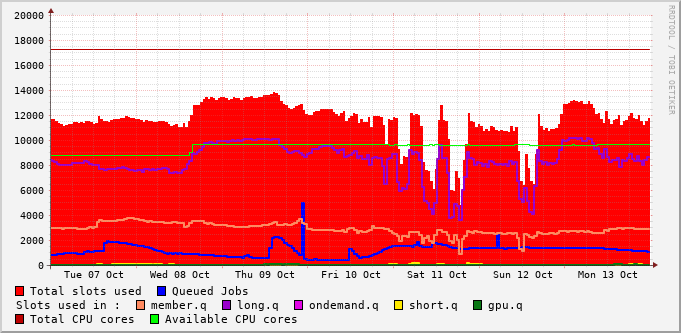 20000
18000
16000
14000
12000
10000
8000
6000
4000
2000
0
Tue 07 Oct Wed 08 Oct Thu 09 Oct Fri 10 Oct Sat 11 Oct Sun 12 Oct Mon 13 Oct
Total slots used Queued Jobs
Slots used in : member.q long.q ondemand.q short.q gpu.q
Total CPU cores Available CPU cores
RRDTOOL / TOBI OETIKER